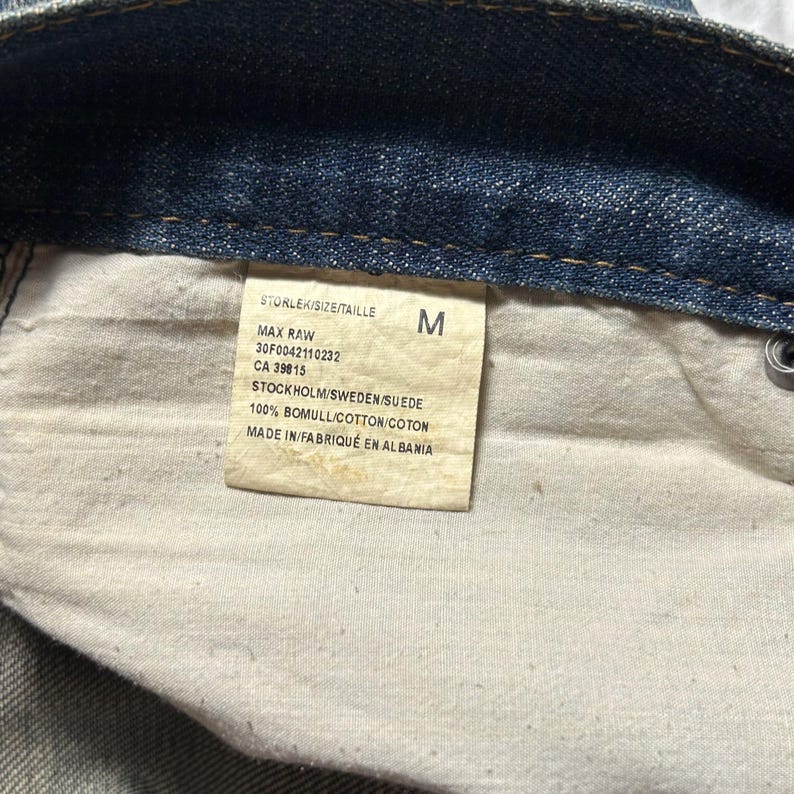 STORLEK/SIZE/TAILLE M
MAX RAW
30F0042110232
CA 39815
STOCKHOLM/SWEDEN/SUEDE
100% BOMULL/COTTON/COTON
MADE IN/FABRIQUÉ EN ALBANIA